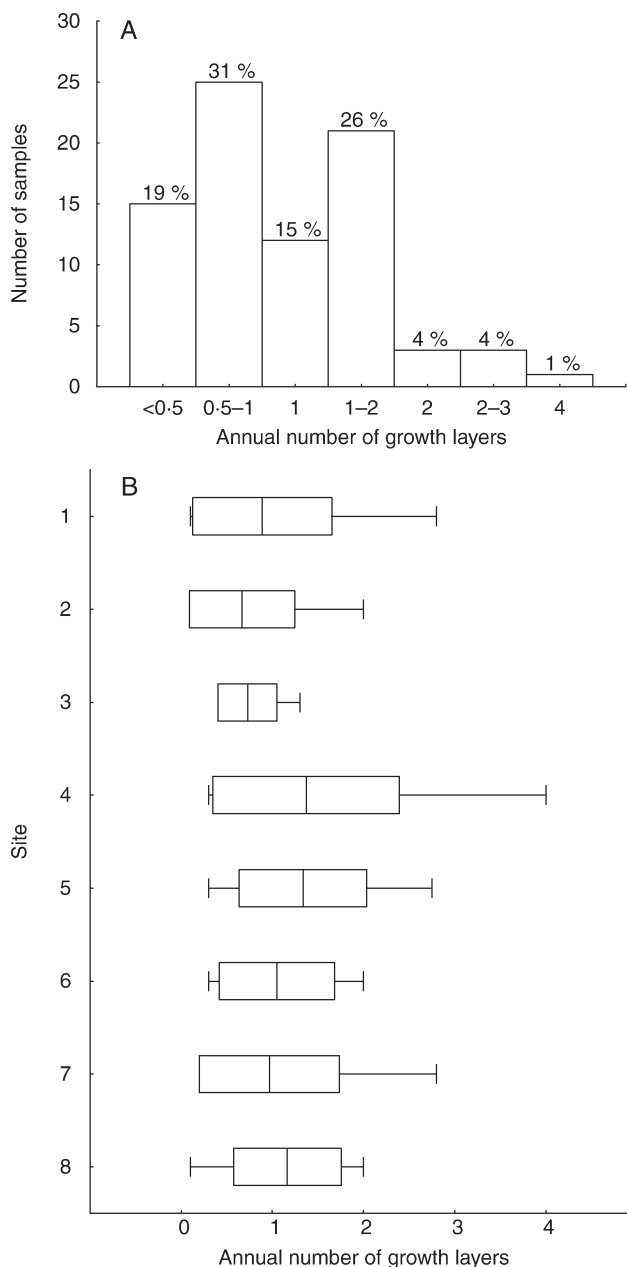 A
30
25
20
15
10
5
0
Number of samples
19 %
31 %
15 %
26 %
4 %
4 %
1 %
<0·5 0·5–1 1 1–2 2 2–3 4
Annual number of growth layers
B
1
2
3
4
5
6
7
8
Site
0 1 2 3 4
Annual number of growth layers